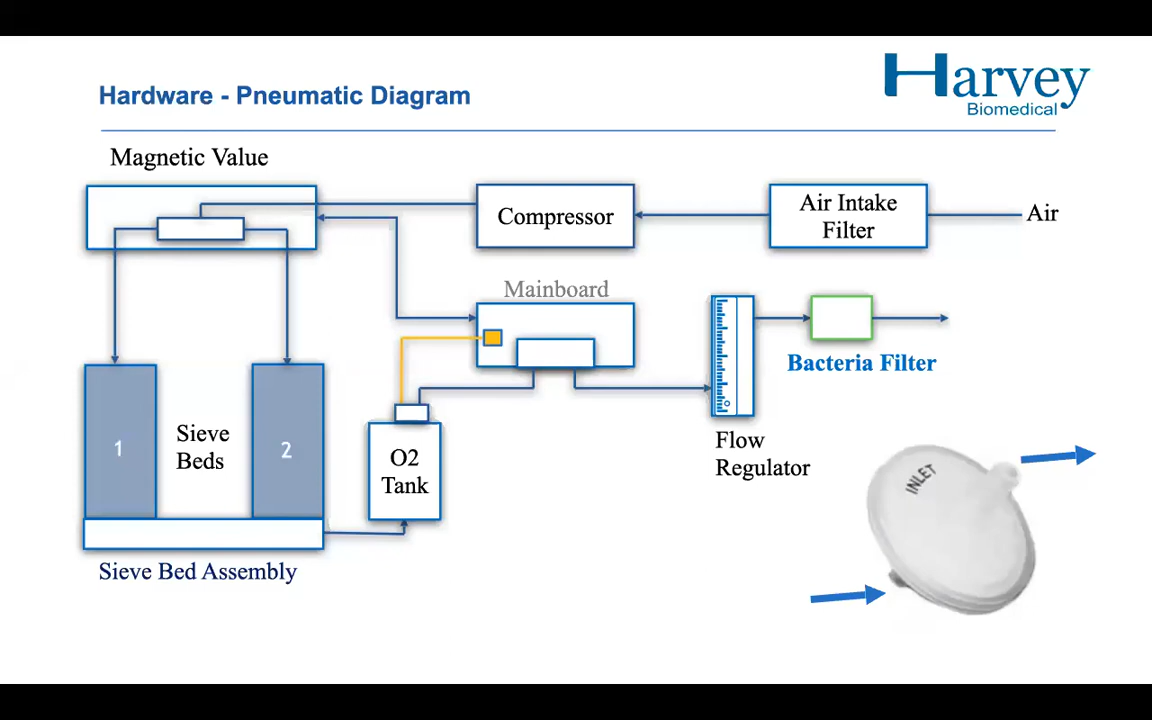 Harvey
Biomedical
Hardware - Pneumatic Diagram
Magnetic Value
Compressor
Air Intake
Filter
Air
Mainboard
Bacteria Filter
1
Sieve
Beds
2
O2
Tank
Flow
Regulator
INLET
Sieve Bed Assembly